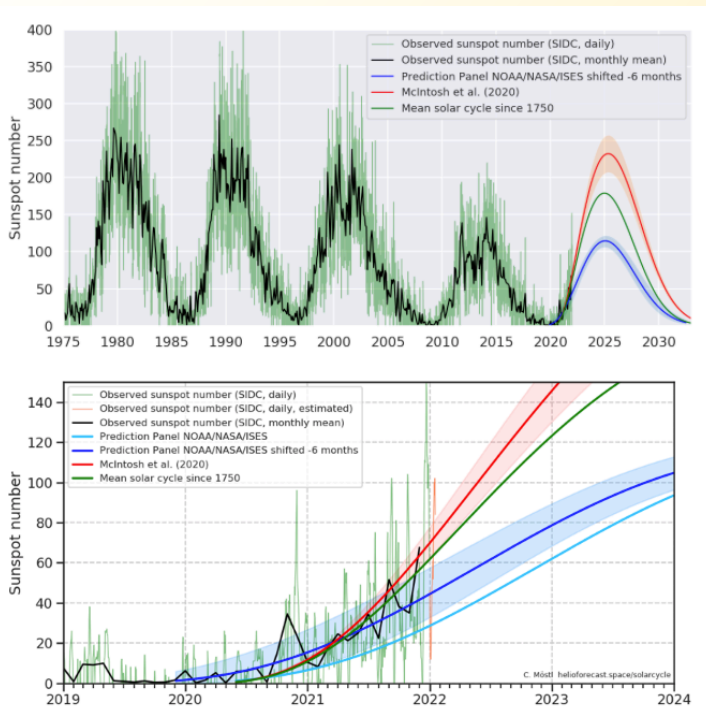 400
350
300
250
200
150
100
50
0
Sunspot number
Observed sunspot number (SIDC, daily)
Observed sunspot number (SIDC, monthly mean)
Prediction Panel NOAA/NASA/ISES shifted -6 months
McIntosh et al. (2020)
Mean solar cycle since 1750
1975 1980 1985 1990 1995 2000 2005 2010 2015 2020 2025 2030
140
120
100
80
60
40
20
0
Sunspot number
Observed sunspot number (SIDC, daily)
Observed sunspot number (SIDC, daily, estimated)
Observed sunspot number (SIDC, monthly mean)
Prediction Panel NOAA/NASA/ISES
Prediction Panel NOAA/NASA/ISES shifted -6 months
McIntosh et al. (2020)
Mean solar cycle since 1750
C. Möstl helioforecast.space/solarcycle
2019 2020 2021 2022 2023 2024